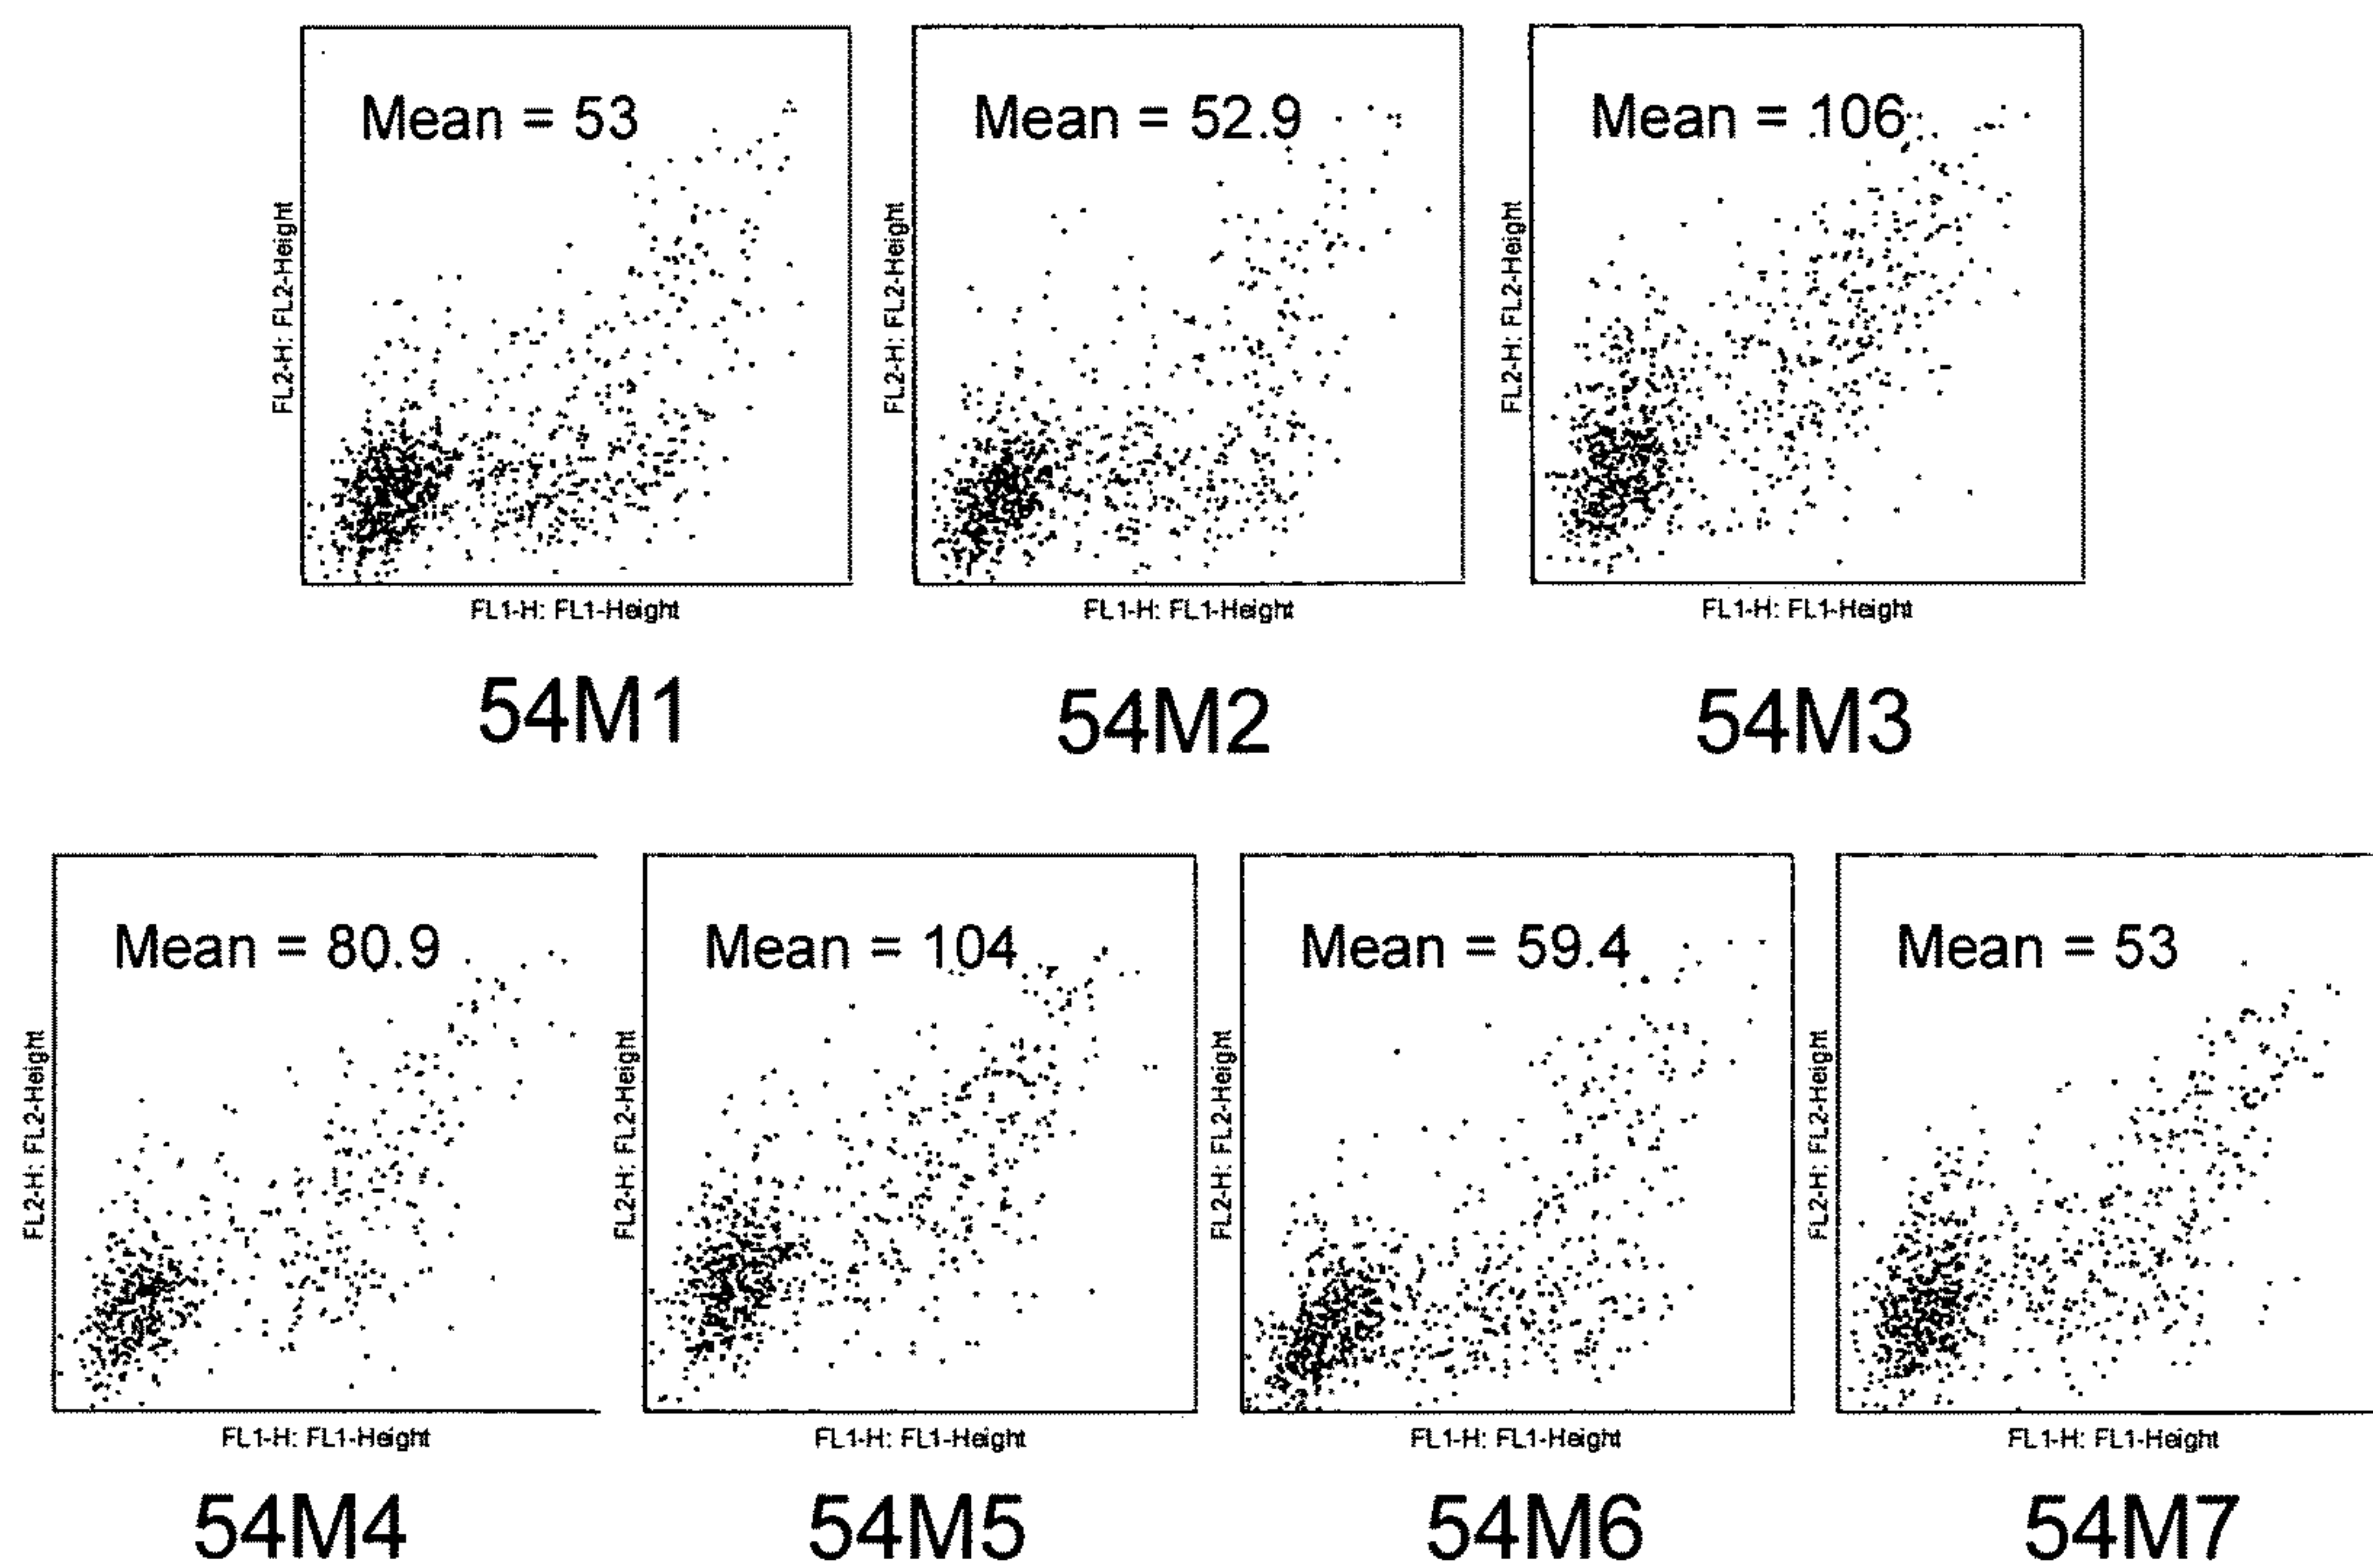 Mean = 53
Mean = 52.9
Mean = 106
FL2-H: FL2-Height
FL2-H: FL2-Height
FL2-H: FL2-Height
FL1-H: FL1-Height
FL1-H: FL1-Height
FL1-H: FL1-Height
54M1
54M2
54M3
Mean = 80.9
Mean = 104
Mean = 59.4
Mean = 53
FL2-H: FL2-Height
FL2-H: FL2-Height
FL2-H: FL2-Height
FL2-H: FL2-Height
FL1-H: FL1-Height
FL1-H: FL1-Height
FL1-H: FL1-Height
FL1-H: FL1-Height
54M4
54M5
54M6
54M7